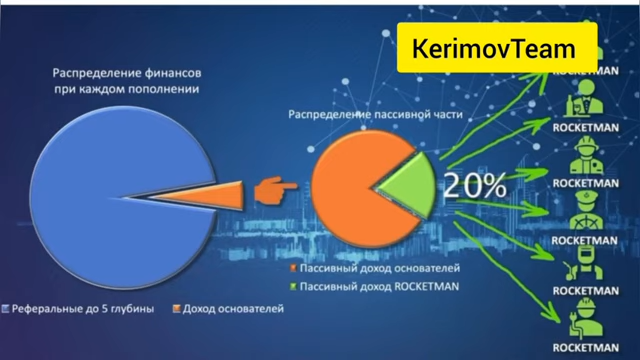 KerimovTeam
Распределение финансов
при каждом пополнении
Распределение пассивной части
20%
ROCKETMAN
ROCKETMAN
ROCKETMAN
ROCKETMAN
ROCKETMAN
ROCKETMAN
Пассивный доход основателей
Пассивный доход ROCKETMAN
Реферальные до 5 глубины
Доход основателей